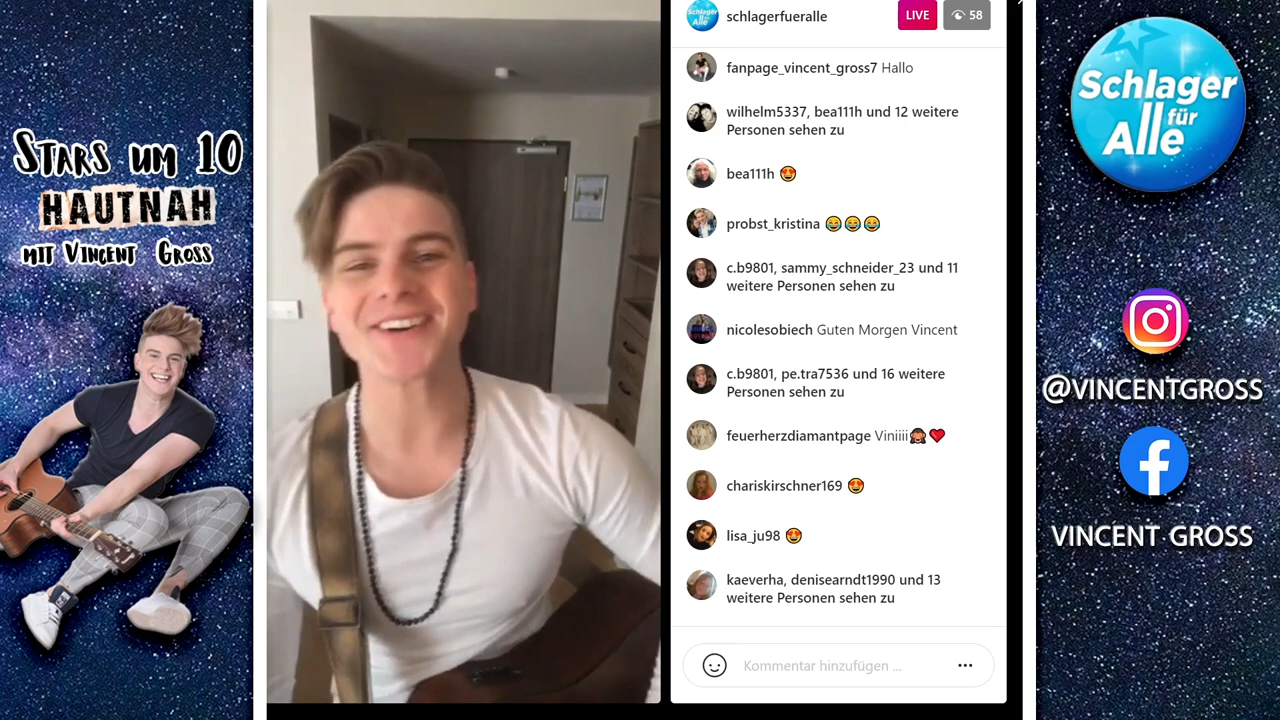 STARS UM 10
HAUTNAH
MIT VINCENT GROSS
schlagerfueralle
LIVE
58
fanpage_vincent_gross7 Hallo
wilhelm5337, bea111h und 12 weitere
Personen sehen zu
bea111h 😍
probst_kristina 😂😂😂
c.b9801, sammy_schneider_23 und 11
weitere Personen sehen zu
nicolesobiech Guten Morgen Vincent
c.b9801, pe.tra7536 und 16 weitere
Personen sehen zu
feuerherzdiamantpage Viniiii🙈❤️
chariskirschner169 😍
lisa_ju98 😍
kaeverha, denisearndt1990 und 13
weitere Personen sehen zu
Kommentar hinzufügen ...
Schlager
für
Alle
@VINCENTGROSS
VINCENT GROSS